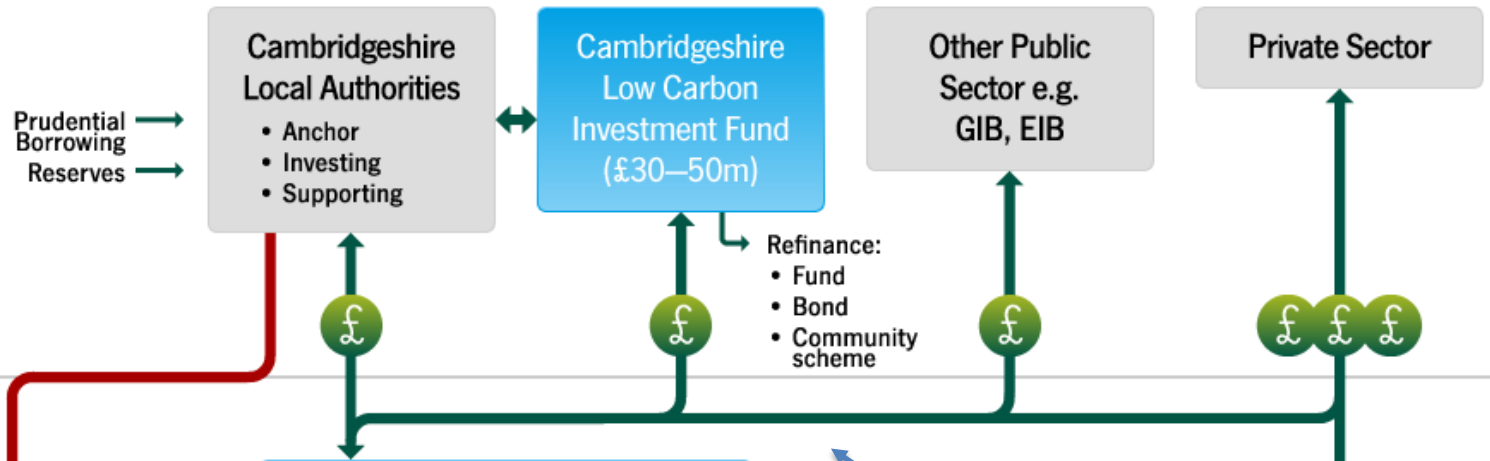 Prudential
Borrowing
Reserves
Cambridgeshire
Local Authorities
• Anchor
• Investing
• Supporting
Cambridgeshire
Low Carbon
Investment Fund
(£30—50m)
Refinance:
• Fund
• Bond
• Community
scheme
Other Public
Sector e.g.
GIB, EIB
Private Sector
£
£
£
£ £ £